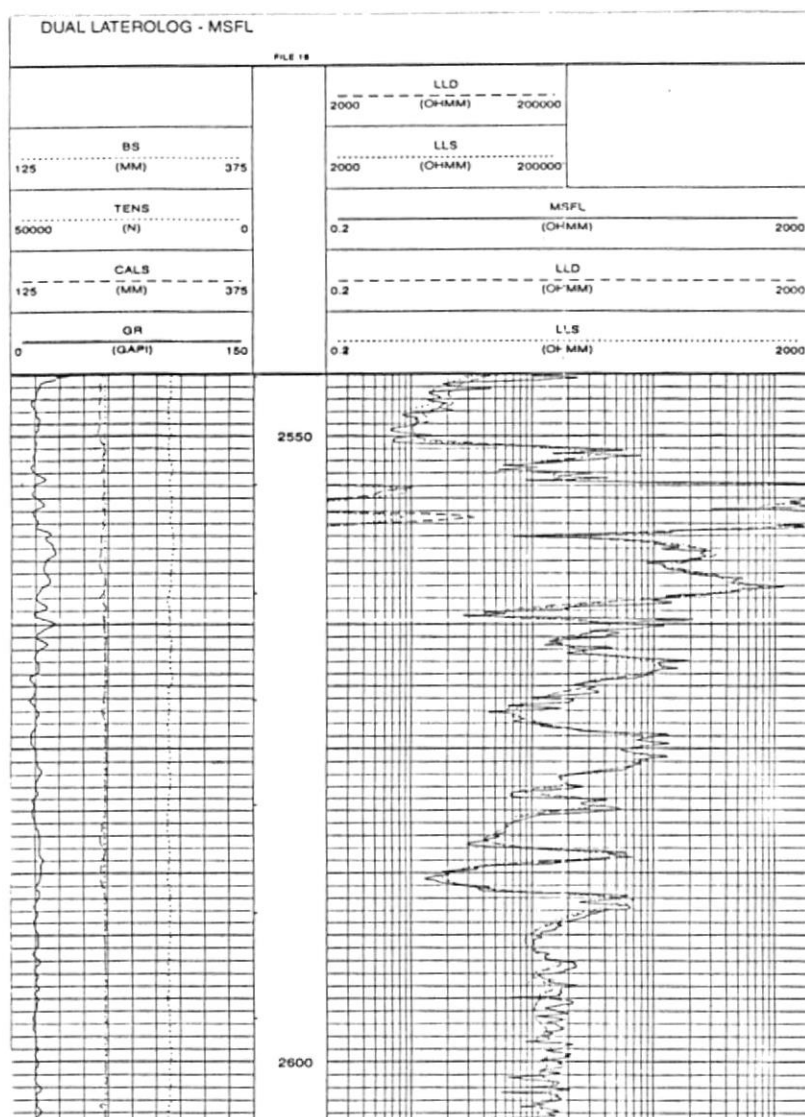 DUAL LATEROLOG - MSFL
FILE 18
LLD
2000 (OHMM) 200000
BS
125 (MM) 375
LLS
2000 (OHMM) 200000
TENS
50000 (N) 0
MSFL
0.2 (OHMM) 2000
CALS
125 (MM) 375
LLD
0.2 (OHMM) 2000
GR
0 (GAPI) 150
LLS
0.2 (OHMM) 2000
2550
2600